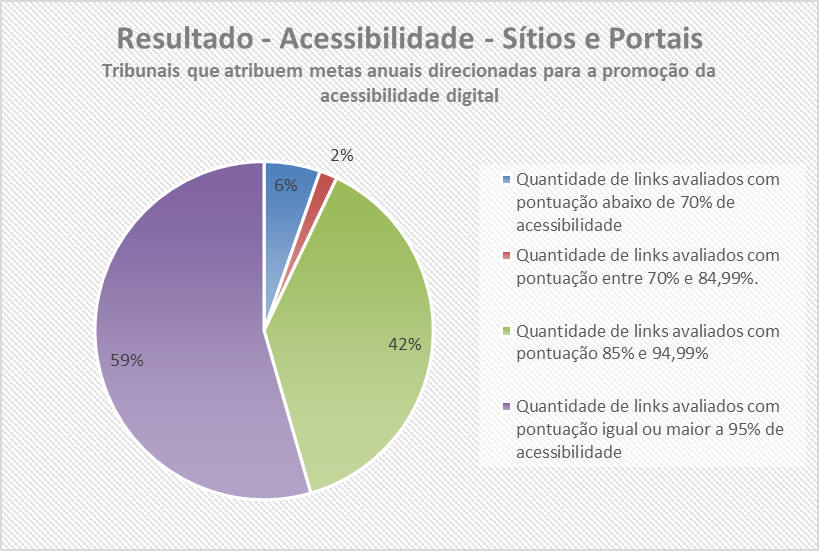 Resultado - Acessibilidade - Sítios e Portais
Tribunais que atribuem metas anuais direcionadas para a promoção da
acessibilidade digital
2%
6%
42%
59%
Quantidade de links avaliados com
pontuação abaixo de 70% de
acessibilidade
Quantidade de links avaliados com
pontuação entre 70% e 84,99%.
Quantidade de links avaliados com
pontuação 85% e 94,99%
Quantidade de links avaliados com
pontuação igual ou maior a 95% de
acessibilidade